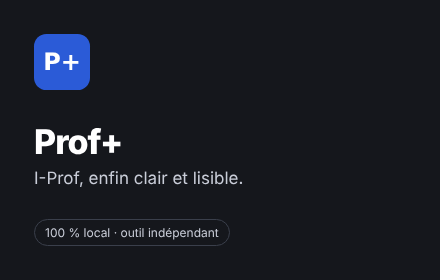 P+
Prof+
I-Prof, enfin clair et lisible.
100 % local · outil indépendant